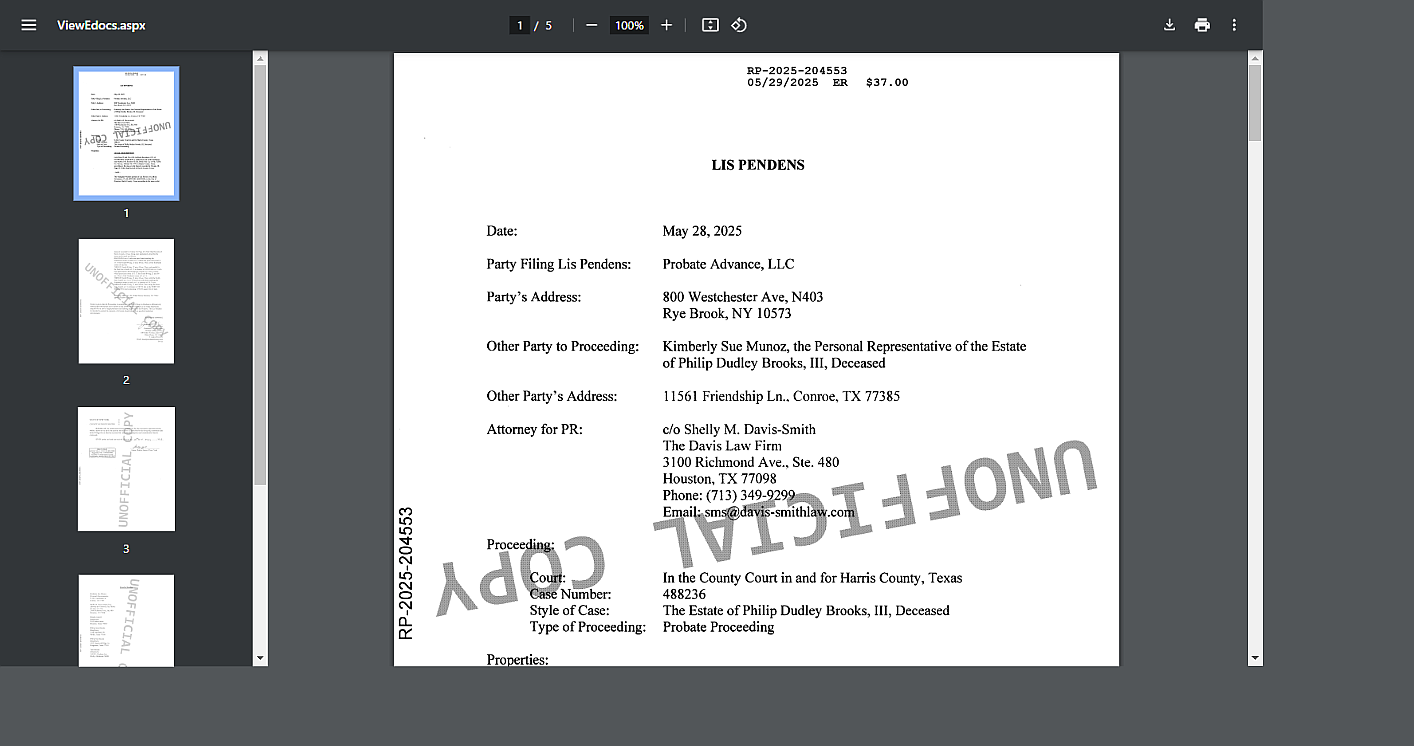 ViewEdocs.aspx
1 / 5
100%
1
2
3
RP-2025-204553
05/29/2025 ER $37.00
LIS PENDENS
Date: May 28, 2025
Party Filing Lis Pendens: Probate Advance, LLC
Party's Address: 800 Westchester Ave, N403
Rye Brook, NY 10573
Other Party to Proceeding: Kimberly Sue Munoz, the Personal Representative of the Estate
of Philip Dudley Brooks, III, Deceased
Other Party's Address: 11561 Friendship Ln., Conroe, TX 77385
Attorney for PR: c/o Shelly M. Davis-Smith
The Davis Law Firm
3100 Richmond Ave., Ste. 480
Houston, TX 77098
Phone: (713) 349-9299
Email: sms@davis-smithlaw.com
Proceeding:
Court: In the County Court in and for Harris County, Texas
Case Number: 488236
Style of Case: The Estate of Philip Dudley Brooks, III, Deceased
Type of Proceeding: Probate Proceeding
Properties:
RP-2025-204553
UNOFFICIAL COPY